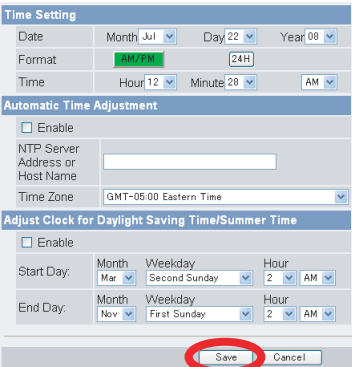 Time Setting
Date Month Jul Day 22 Year 08
Format AM/PM 24H
Time Hour 12 Minute 28 AM
Automatic Time Adjustment
Enable
NTP Server
Address or
Host Name
Time Zone GMT-05:00 Eastern Time
Adjust Clock for Daylight Saving Time/Summer Time
Enable
Month Weekday Hour
Start Day: Mar Second Sunday 2 AM
Month Weekday Hour
End Day: Nov First Sunday 2 AM
Save Cancel